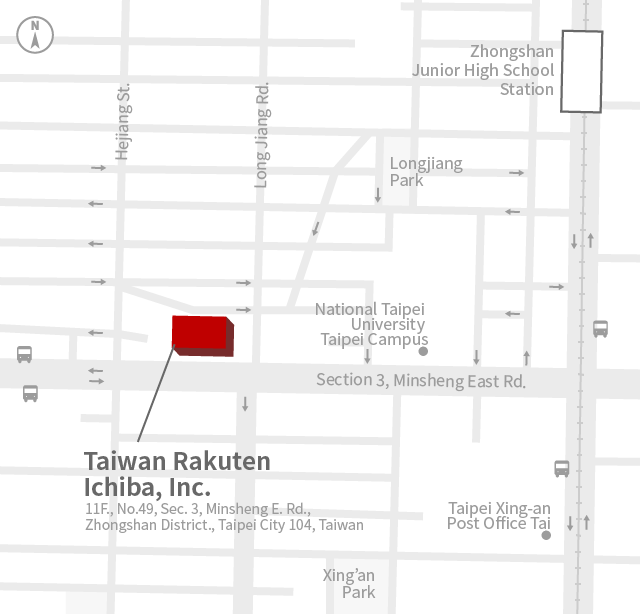 N
Zhongshan
Junior High School
Station
Hejiang St.
Long Jiang Rd.
Longjiang
Park
National Taipei
University
Taipei Campus
Section 3, Minsheng East Rd.
Taiwan Rakuten
Ichiba, Inc.
11F., No.49, Sec. 3, Minsheng E. Rd.,
Zhongshan District., Taipei City 104, Taiwan
Taipei Xing-an
Post Office Tai
Xing’an
Park